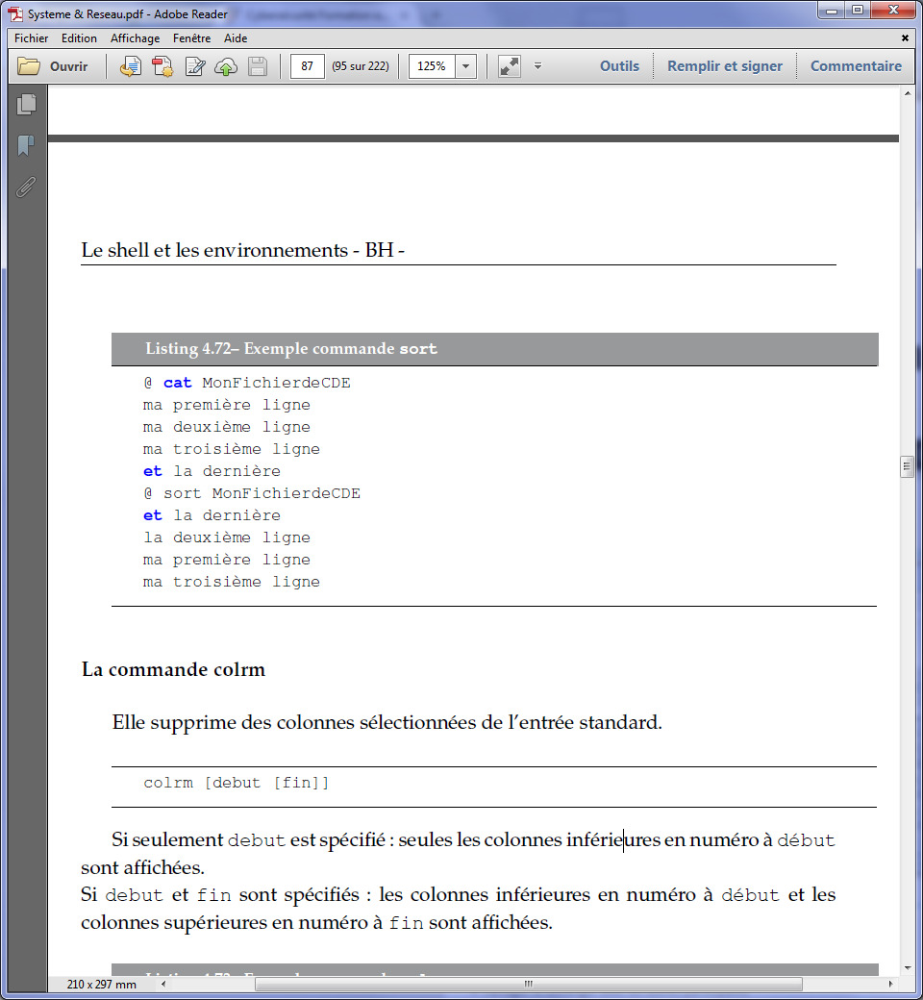 Systeme & Reseau.pdf - Adobe Reader
Fichier Edition Affichage Fenêtre Aide
Ouvrir 87 (95 sur 222) 125% Outils Remplir et signer Commentaire
Le shell et les environnements - BH -
Listing 4.72– Exemple commande sort
@ cat MonFichierdeCDE
ma première ligne
ma deuxième ligne
ma troisième ligne
et la dernière
@ sort MonFichierdeCDE
et la dernière
la deuxième ligne
ma première ligne
ma troisième ligne
La commande colrm
Elle supprime des colonnes sélectionnées de l'entrée standard.
colrm [debut [fin]]
Si seulement debut est spécifié : seules les colonnes inférieures en numéro à début
sont affichées.
Si debut et fin sont spécifiés : les colonnes inférieures en numéro à début et les
colonnes supérieures en numéro à fin sont affichées.
210 x 297 mm